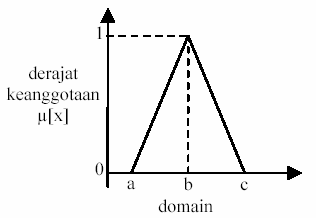 1
derajat
keanggotaan
µ[x]
0
a b c
domain